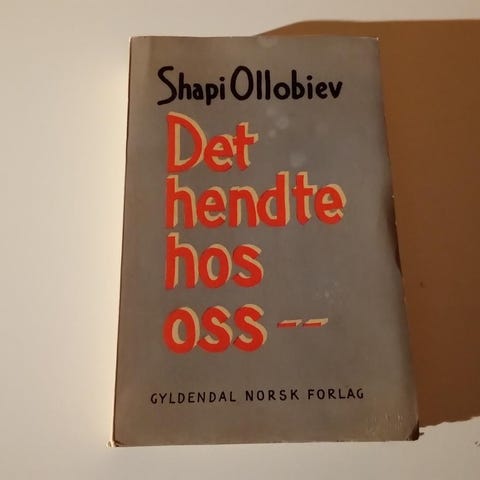 Shapi Ollobiev
Det
hendte
hos
oss --
GYLDENDAL NORSK FORLAG